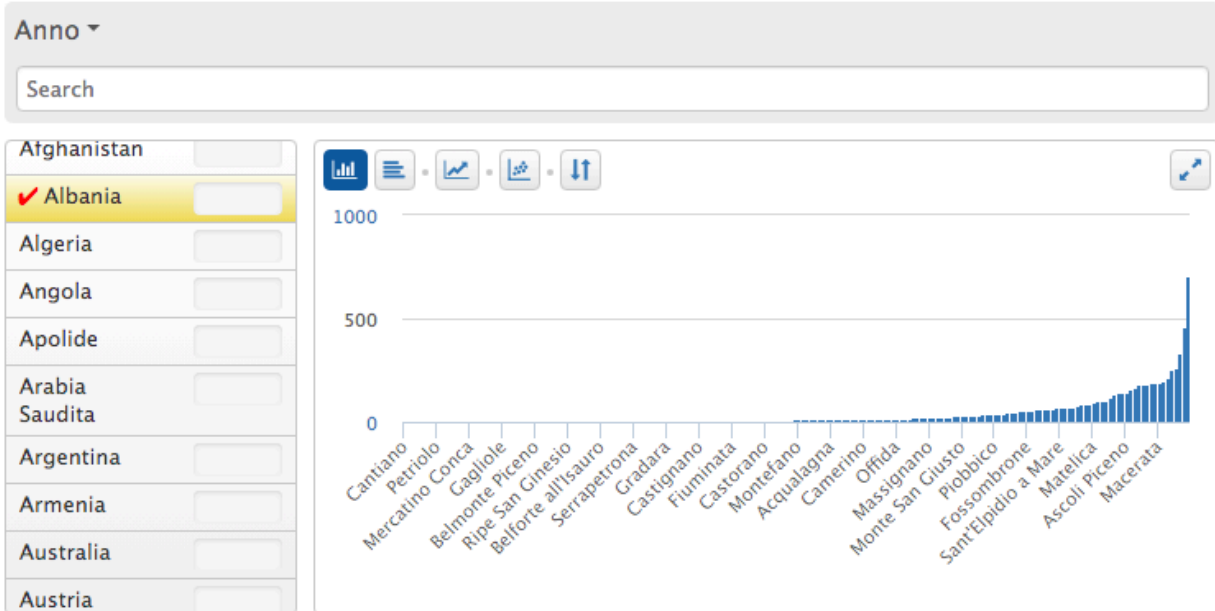 Anno
Search
Afghanistan
Albania
Algeria
Angola
Apolide
Arabia
Saudita
Argentina
Armenia
Australia
Austria
1000
500
0
Cantiano
Petriolo
Mercatino Conca
Gagliole
Belmonte Piceno
Ripe San Ginesio
Belforte all'Isauro
Serrapetrona
Gradara
Castignano
Fiuminata
Castorano
Montefano
Acqualagna
Camerino
Offida
Massignano
Monte San Giusto
Piobbico
Fossombrone
Sant'Elpidio a Mare
Matelica
Ascoli Piceno
Macerata